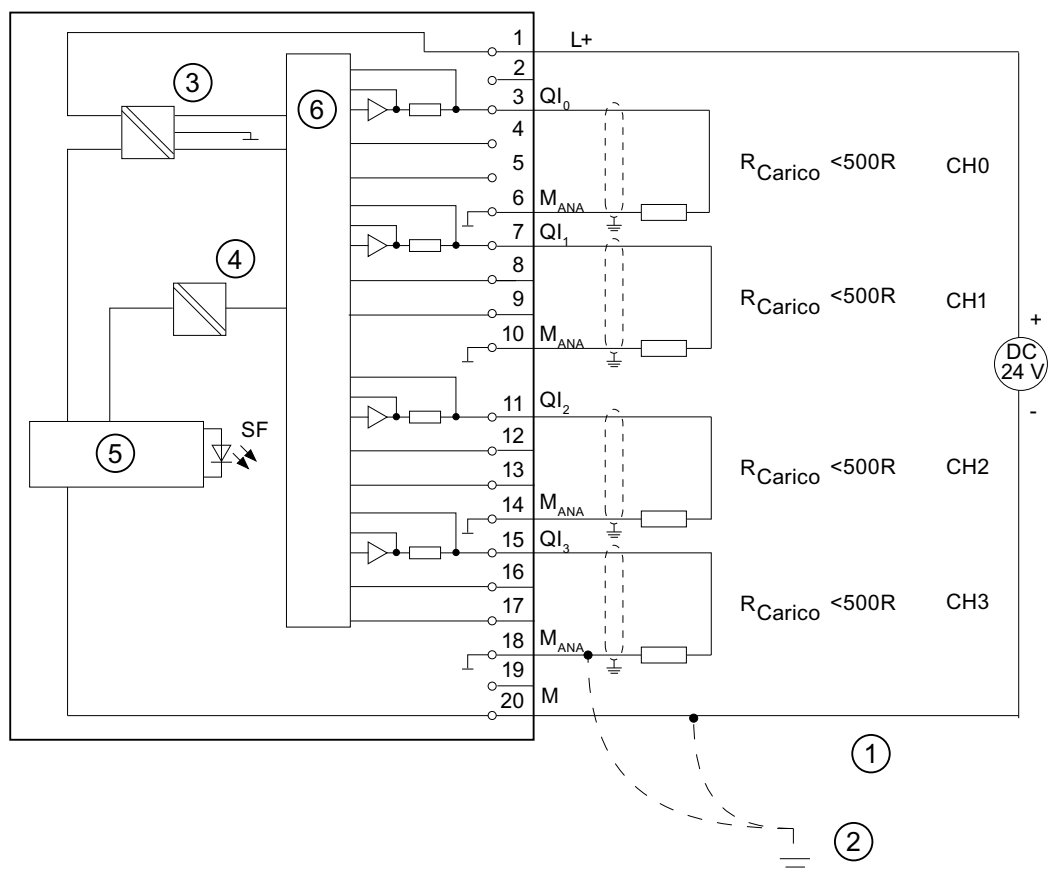 1 L+
2
③
3 QI0
⑥
4
5
RCarico <500R CH0
6 MANA
7 QI1
④
8
9
RCarico <500R CH1
10 MANA
+
DC
24 V
-
11 QI2
12
SF
⑤
13
RCarico <500R CH2
14 MANA
15 QI3
16
17
RCarico <500R CH3
18 MANA
19
20 M
①
②